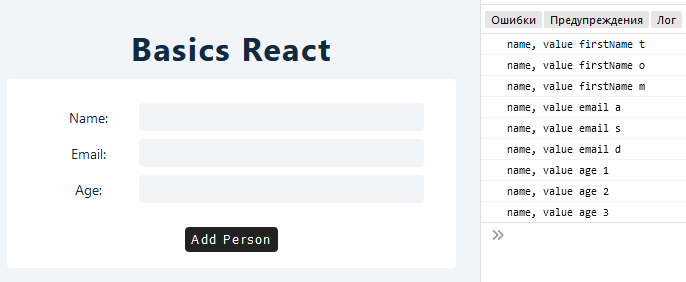 Basics React
Name:
Email:
Age:
Add Person
Ошибки Предупреждения Лог
name, value firstName t
name, value firstName o
name, value firstName m
name, value email a
name, value email s
name, value email d
name, value age 1
name, value age 2
name, value age 3